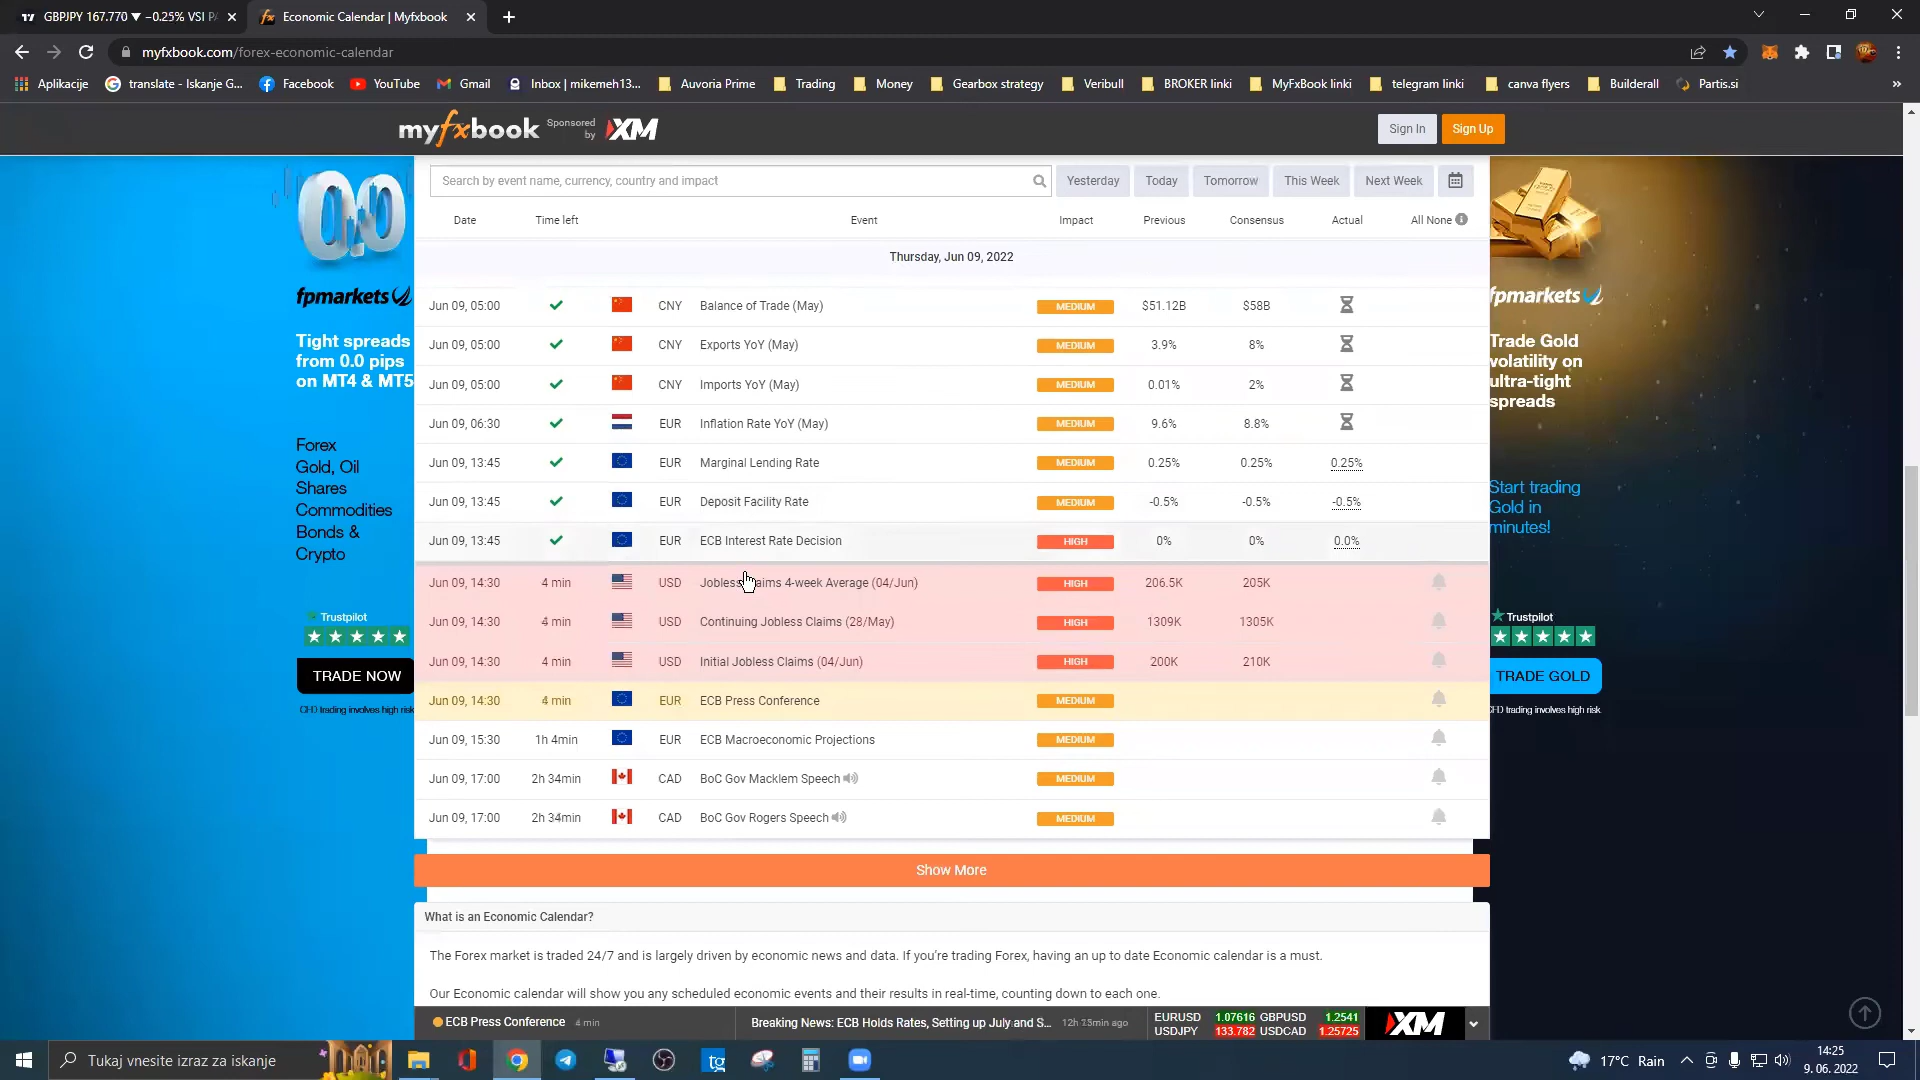 GBPJPY 167.770 ▼ −0.25% VSI PA
Economic Calendar | Myfxbook
myfxbook.com/forex-economic-calendar
Aplikacije
translate - Iskanje G...
Facebook
YouTube
Gmail
Inbox | mikemeh13...
Auvoria Prime
Trading
Money
Gearbox strategy
Veribull
BROKER linki
MyFxBook linki
telegram linki
canva flyers
Builderall
Partis.si
»
myfxbook
Sponsored
by
XM
Sign In
Sign Up
Search by event name, currency, country and impact
Yesterday
Today
Tomorrow
This Week
Next Week
Date Time left Event Impact Previous Consensus Actual All None
Thursday, Jun 09, 2022
Jun 09, 05:00 CNY Balance of Trade (May) MEDIUM $51.12B $58B
Jun 09, 05:00 CNY Exports YoY (May) MEDIUM 3.9% 8%
Jun 09, 05:00 CNY Imports YoY (May) MEDIUM 0.01% 2%
Jun 09, 06:30 EUR Inflation Rate YoY (May) MEDIUM 9.6% 8.8%
Jun 09, 13:45 EUR Marginal Lending Rate MEDIUM 0.25% 0.25% 0.25%
Jun 09, 13:45 EUR Deposit Facility Rate MEDIUM -0.5% -0.5% -0.5%
Jun 09, 13:45 EUR ECB Interest Rate Decision HIGH 0% 0% 0.0%
Jun 09, 14:30 4 min USD Jobless Claims 4-week Average (04/Jun) HIGH 206.5K 205K
Jun 09, 14:30 4 min USD Continuing Jobless Claims (28/May) HIGH 1309K 1305K
Jun 09, 14:30 4 min USD Initial Jobless Claims (04/Jun) HIGH 200K 210K
Jun 09, 14:30 4 min EUR ECB Press Conference MEDIUM
Jun 09, 15:30 1h 4min EUR ECB Macroeconomic Projections MEDIUM
Jun 09, 17:00 2h 34min CAD BoC Gov Macklem Speech MEDIUM
Jun 09, 17:00 2h 34min CAD BoC Gov Rogers Speech MEDIUM
Show More
What is an Economic Calendar?
The Forex market is traded 24/7 and is largely driven by economic news and data. If you're trading Forex, having an up to date Economic calendar is a must.
Our Economic calendar will show you any scheduled economic events and their results in real-time, counting down to each one.
0.0
fpmarkets
Tight spreads
from 0.0 pips
on MT4 & MT5
Forex
Gold, Oil
Shares
Commodities
Bonds &
Crypto
Trustpilot
TRADE NOW
CFD trading involves high risk
fpmarkets
Trade Gold
volatility on
ultra-tight
spreads
Start trading
Gold in
minutes!
Trustpilot
TRADE GOLD
CFD trading involves high risk.
ECB Press Conference 4 min
Breaking News: ECB Holds Rates, Setting up July and S... 12h 13min ago
EURUSD 1.07616 GBPUSD 1.2541
USDJPY 133.782 USDCAD 1.25725
XM
Tukaj vnesite izraz za iskanje
tg
17°C Rain
14:25
9. 06. 2022